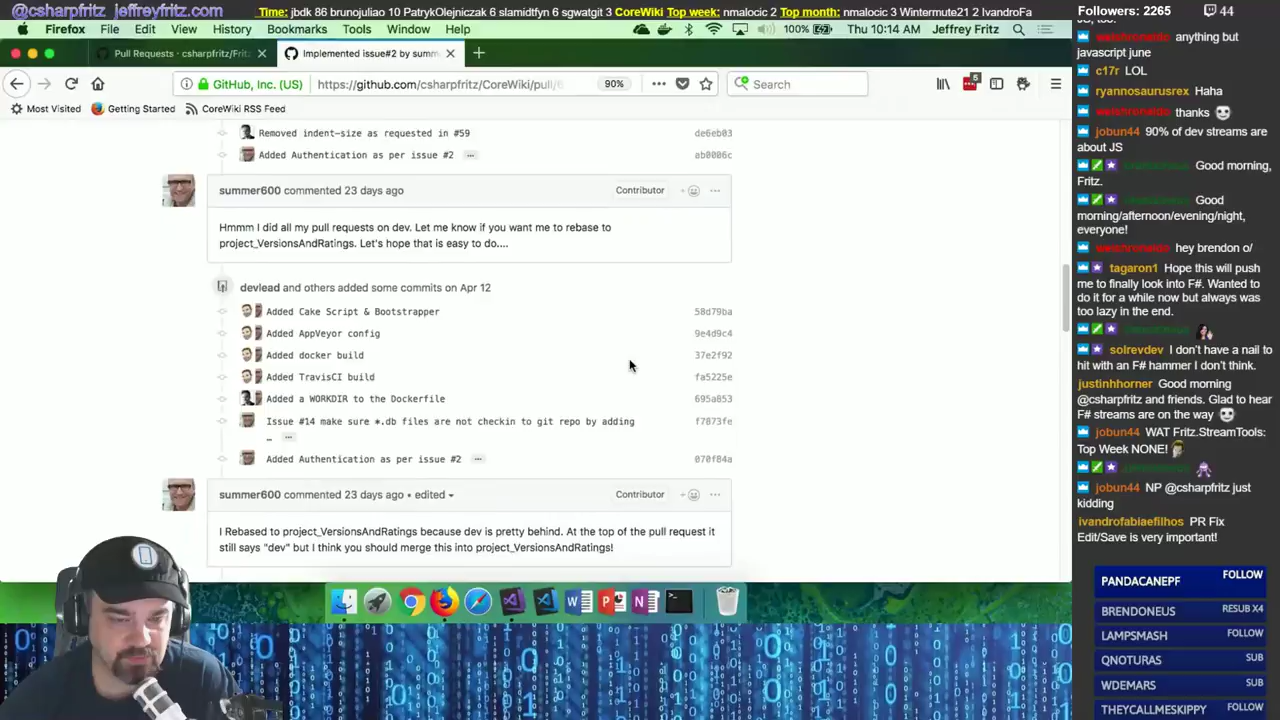 @csharpfritz jeffreyfritz.com
Time: jbdk 86 brunojuliao 10 PatrykOlejniczak 6 slimidtfyn 6 sgwatgit 3 CoreWiki Top week: nmalocic 2 Top month: nmalocic 3 Wintermute21 2 IvandroFa
Followers: 2265
44
Firefox File Edit View History Bookmarks Tools Window Help
100% Thu 10:14 AM Jeffrey Fritz
Pull Requests · csharpfritz/Fritz
Implemented issue#2 by summ
GitHub, Inc. (US)
https://github.com/csharpfritz/CoreWiki/pull/6
90%
Search
5
Most Visited
Getting Started
CoreWiki RSS Feed
Removed indent-size as requested in #59 de6eb03
Added Authentication as per issue #2 ab0006c
summer600 commented 23 days ago Contributor
Hmmm I did all my pull requests on dev. Let me know if you want me to rebase to
project_VersionsAndRatings. Let's hope that is easy to do....
devlead and others added some commits on Apr 12
Added Cake Script & Bootstrapper 58d79ba
Added AppVeyor config 9e4d9c4
Added docker build 37e2f92
Added TravisCI build fa5225e
Added a WORKDIR to the Dockerfile 695a853
Issue #14 make sure *.db files are not checkin to git repo by adding f7873fe
…
Added Authentication as per issue #2 070f84a
summer600 commented 23 days ago • edited Contributor
I Rebased to project_VersionsAndRatings because dev is pretty behind. At the top of the pull request it
still says "dev" but I think you should merge this into project_VersionsAndRatings!
anything but
javascript june
c17r LOL
ryannosaurusrex Haha
thanks
jobun44 90% of dev streams are
about JS
Good morning,
Fritz.
Good
morning/afternoon/evening/night,
everyone!
hey brendon o/
tagaron1 Hope this will push
me to finally look into F#. Wanted to
do it for a while now but always was
too lazy in the end.
solrevdev I don't have a nail to
hit with an F# hammer I don't think.
justinhhorner Good morning
@csharpfritz and friends. Glad to hear
F# streams are on the way
jobun44 WAT Fritz.StreamTools:
Top Week NONE!
jobun44 NP @csharpfritz just
kidding
ivandrofabiaefilhos PR Fix
Edit/Save is very important!
PANDACANEPF FOLLOW
BRENDONEUS RESUB X4
LAMPSMASH FOLLOW
QNOTURAS SUB
WDEMARS SUB
THEYCALLMESKIPPY FOLLOW